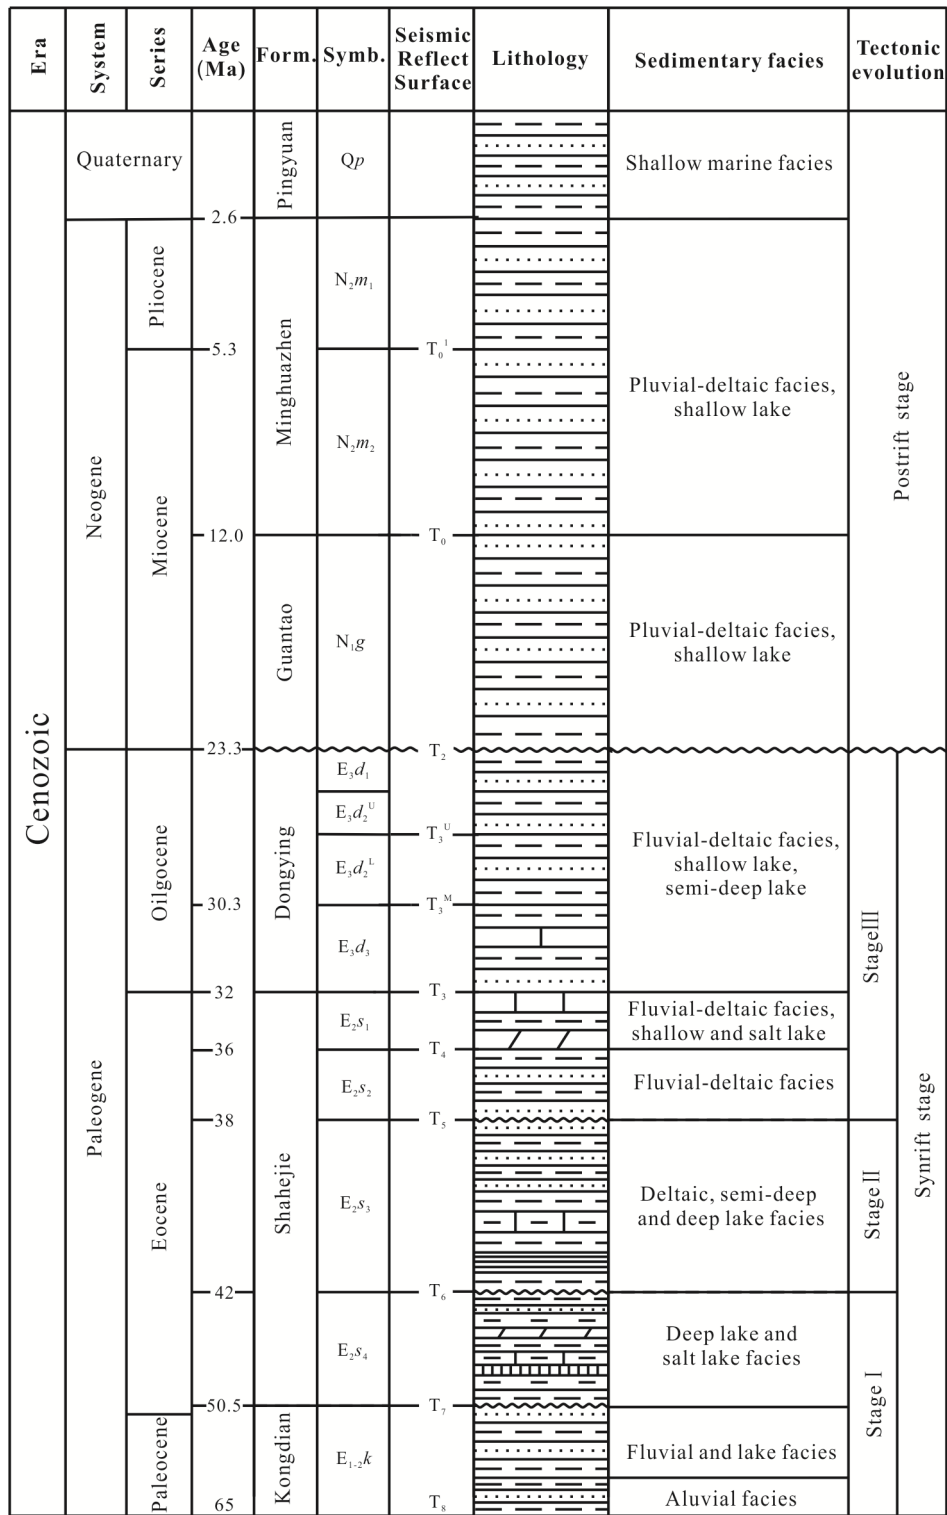 Era
System
Series
Age
(Ma)
Form.
Symb.
Seismic
Reflect
Surface
Lithology
Sedimentary facies
Tectonic
evolution
Cenozoic
Quaternary
Pingyuan
Qp
Shallow marine facies
2.6
Neogene
Pliocene
Minghuazhen
N₂m₁
5.3
T₀¹
Miocene
N₂m₂
Pluvial-deltaic facies,
shallow lake
Postrift stage
12.0
T₀
Guantao
N₁g
Pluvial-deltaic facies,
shallow lake
23.3
T₂
Paleogene
Oilgocene
Dongying
E₃d₁
E₃d₂ᵁ
T₃ᵁ
E₃d₂ᴸ
Fluvial-deltaic facies,
shallow lake,
semi-deep lake
30.3
T₃ᴹ
E₃d₃
StageIII
Synrift stage
32
T₃
Eocene
Shahejie
E₂s₁
Fluvial-deltaic facies,
shallow and salt lake
36
T₄
E₂s₂
Fluvial-deltaic facies
38
T₅
E₂s₃
Deltaic, semi-deep
and deep lake facies
StageII
42
T₆
E₂s₄
Deep lake and
salt lake facies
Stage I
50.5
T₇
Paleocene
Kongdian
E₁₋₂k
Fluvial and lake facies
65
T₈
Aluvial facies